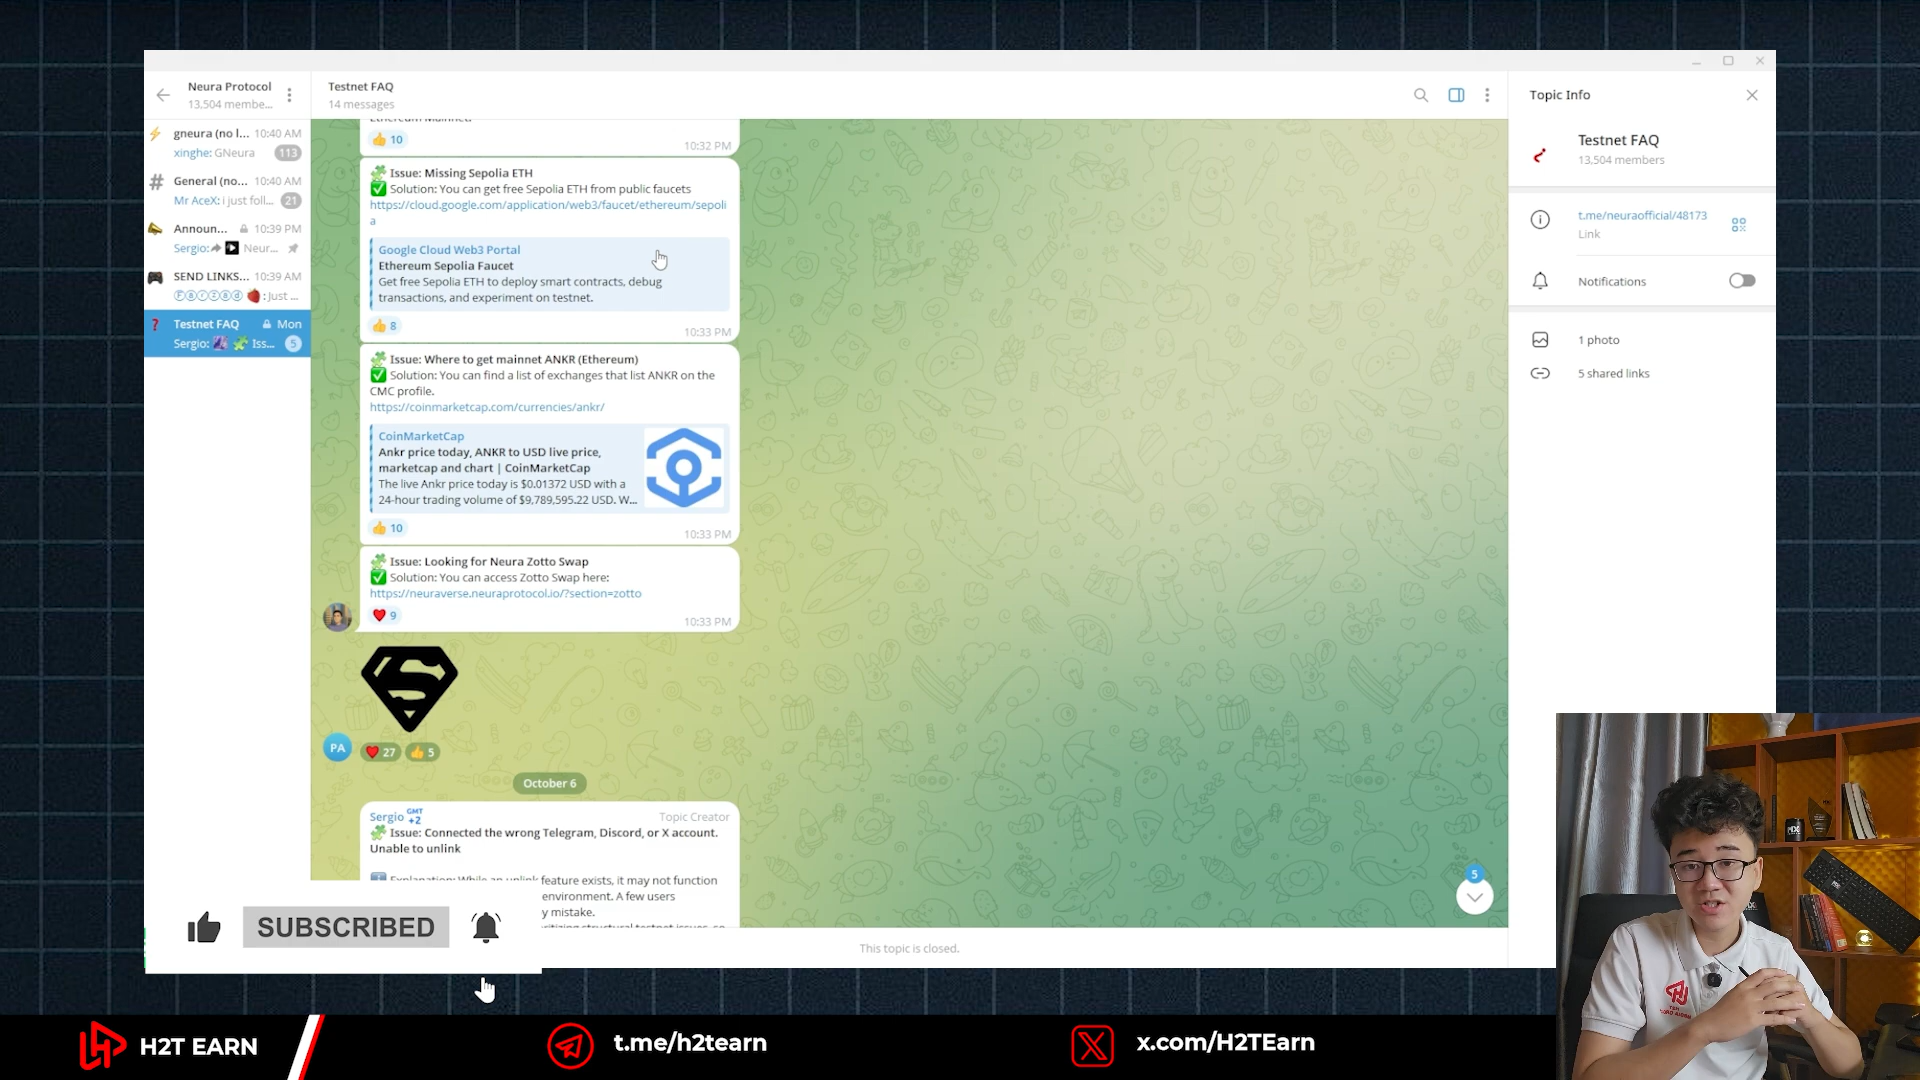 Neura Protocol
13,504 membe...
gneura (no l... 10:40 AM
xinghe: GNeura 113
General (no... 10:40 AM
Mr AceX: i just foll... 21
Announ... 10:39 PM
Sergio: Neur...
SEND LINKS... 10:39 AM
Ⓕⓐⓡⓩⓐⓓ : Just ...
Testnet FAQ Mon
Sergio: Iss... 5
Testnet FAQ
14 messages
Ethereum Mainnet.
10
10:32 PM
Issue: Missing Sepolia ETH
Solution: You can get free Sepolia ETH from public faucets
https://cloud.google.com/application/web3/faucet/ethereum/sepoli
a
Google Cloud Web3 Portal
Ethereum Sepolia Faucet
Get free Sepolia ETH to deploy smart contracts, debug
transactions, and experiment on testnet.
8
10:33 PM
Issue: Where to get mainnet ANKR (Ethereum)
Solution: You can find a list of exchanges that list ANKR on the
CMC profile.
https://coinmarketcap.com/currencies/ankr/
CoinMarketCap
Ankr price today, ANKR to USD live price,
marketcap and chart | CoinMarketCap
The live Ankr price today is $0.01372 USD with a
24-hour trading volume of $9,789,595.22 USD. W...
10
10:33 PM
Issue: Looking for Neura Zotto Swap
Solution: You can access Zotto Swap here:
https://neuraverse.neuraprotocol.io/?section=zotto
9
10:33 PM
S
PA
27 5
October 6
Sergio GMT +2 Topic Creator
Issue: Connected the wrong Telegram, Discord, or X account.
Unable to unlink
Explanation: While an unlink feature exists, it may not function
environment. A few users
y mistake.
5
This topic is closed.
Topic Info
Testnet FAQ
13,504 members
t.me/neuraofficial/48173
Link
Notifications
1 photo
5 shared links
SUBSCRIBED
H2T EARN
t.me/h2tearn
x.com/H2TEarn